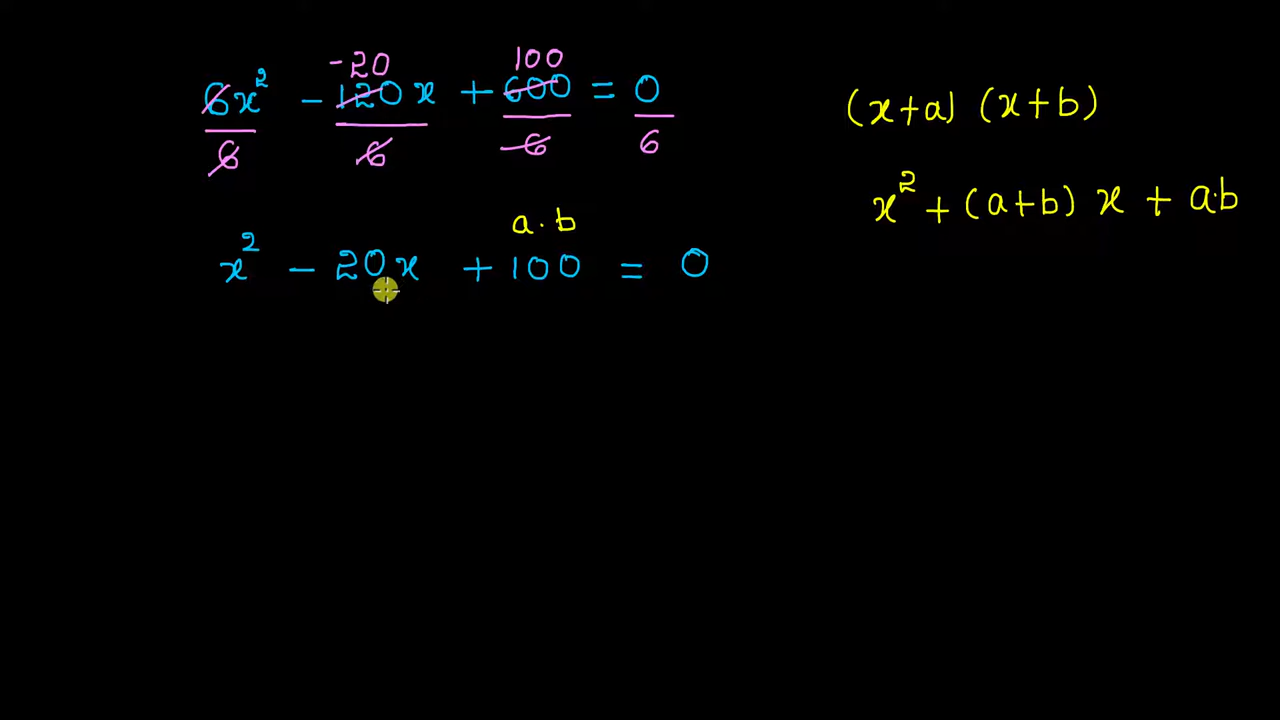 -20 100
6x² - 120x + 600 = 0
6 6 6 6
(x+a) (x+b)
x² + (a+b) x + a.b
a . b
x² - 20x + 100 = 0